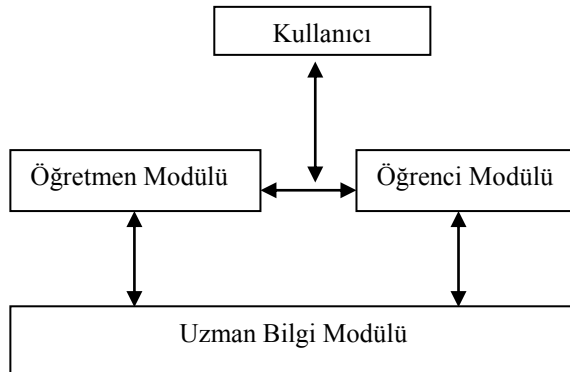 Kullanıcı
Öğretmen Modülü
Öğrenci Modülü
Uzman Bilgi Modülü